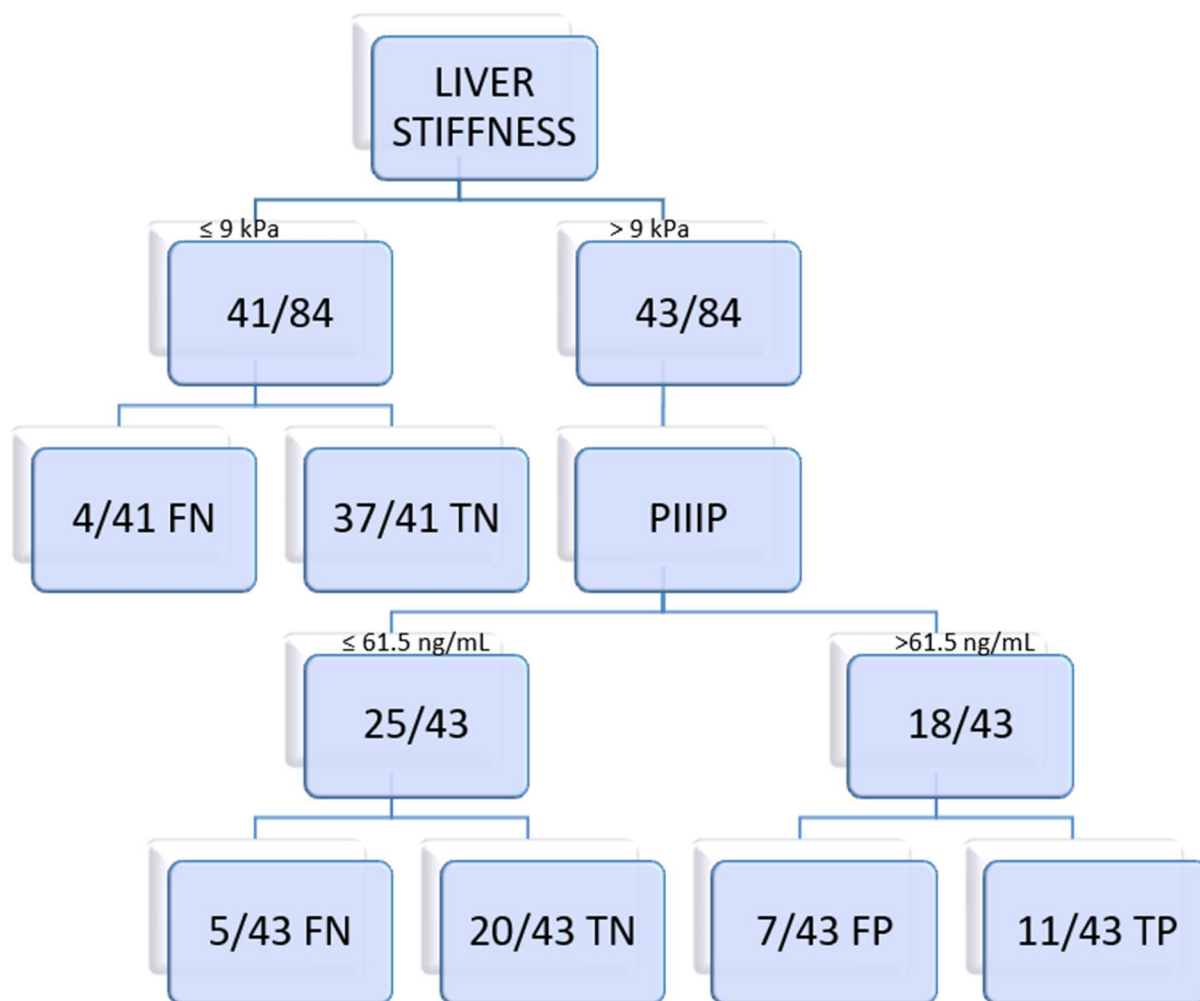 LIVER
STIFFNESS
≤ 9 kPa
> 9 kPa
41/84
43/84
4/41 FN
37/41 TN
PIIIP
≤ 61.5 ng/mL
>61.5 ng/mL
25/43
18/43
5/43 FN
20/43 TN
7/43 FP
11/43 TP